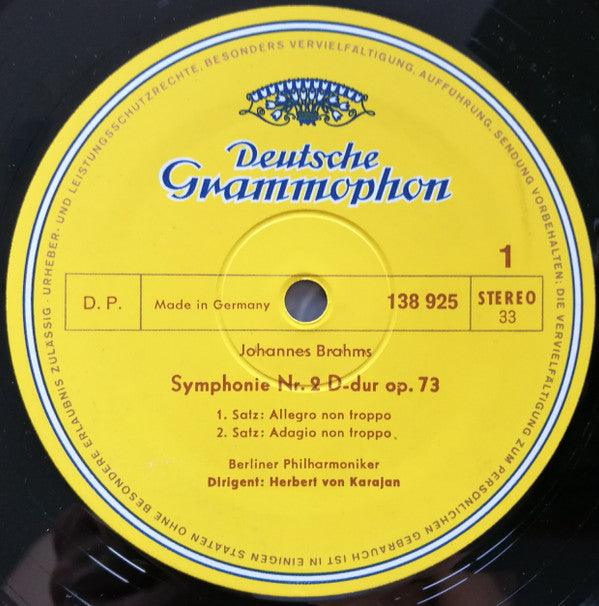 Deutsche
Grammophon
1
D. P.
Made in Germany
138 925
STEREO
33
Johannes Brahms
Symphonie Nr. 2 D-dur op. 73
1. Satz: Allegro non troppo
2. Satz: Adagio non troppo
Berliner Philharmoniker
Dirigent: Herbert von Karajan
URHEBER- UND LEISTUNGSSCHUTZRECHTE, BESONDERS VERVIELFÄLTIGUNG, AUFFÜHRUNG, SENDUNG VORBEHALTEN; DIE VERVIELFÄLTIGUNG ZUM PERSÖNLICHEN GEBRAUCH IST IN EINIGEN STAATEN OHNE BESONDERE ERLAUBNIS ZULÄSSIG ·